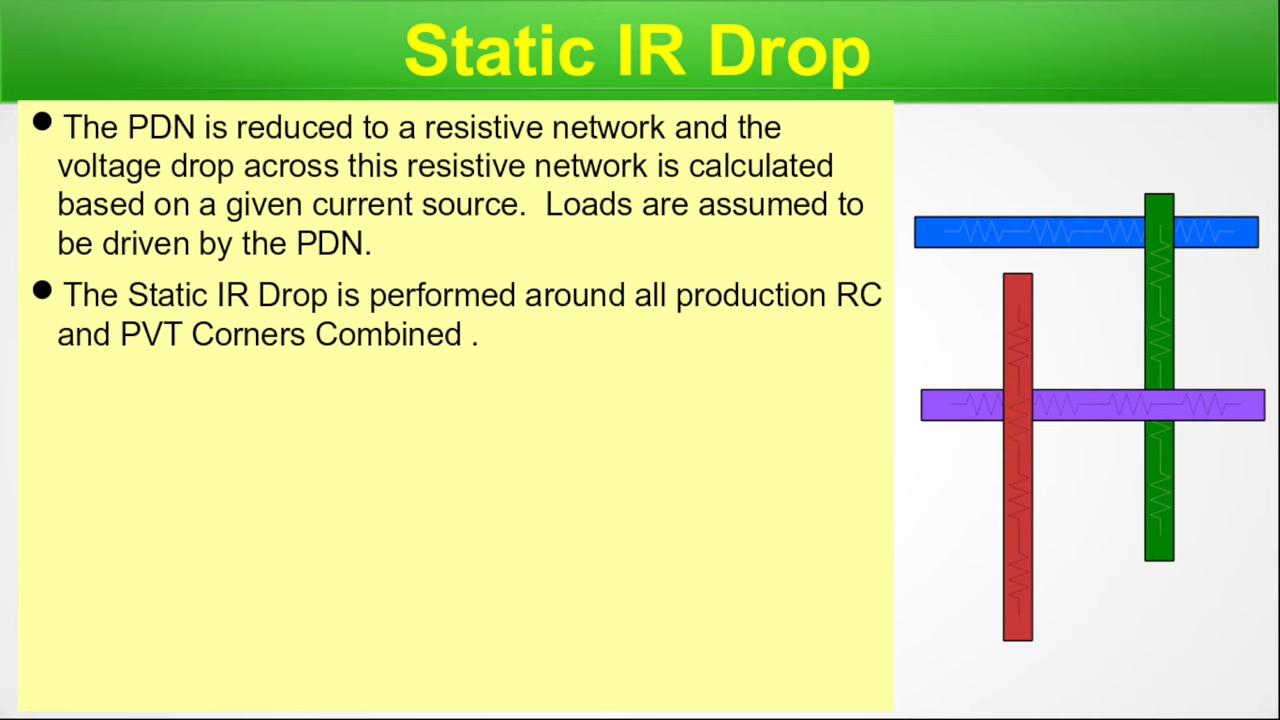 Static IR Drop
● The PDN is reduced to a resistive network and the
voltage drop across this resistive network is calculated
based on a given current source.  Loads are assumed to
be driven by the PDN.
● The Static IR Drop is performed around all production RC
and PVT Corners Combined .